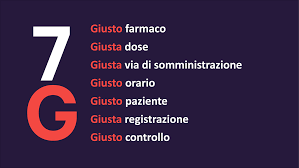 7
G
Giusto farmaco
Giusta dose
Giusta via di somministrazione
Giusto orario
Giusto paziente
Giusta registrazione
Giusto controllo